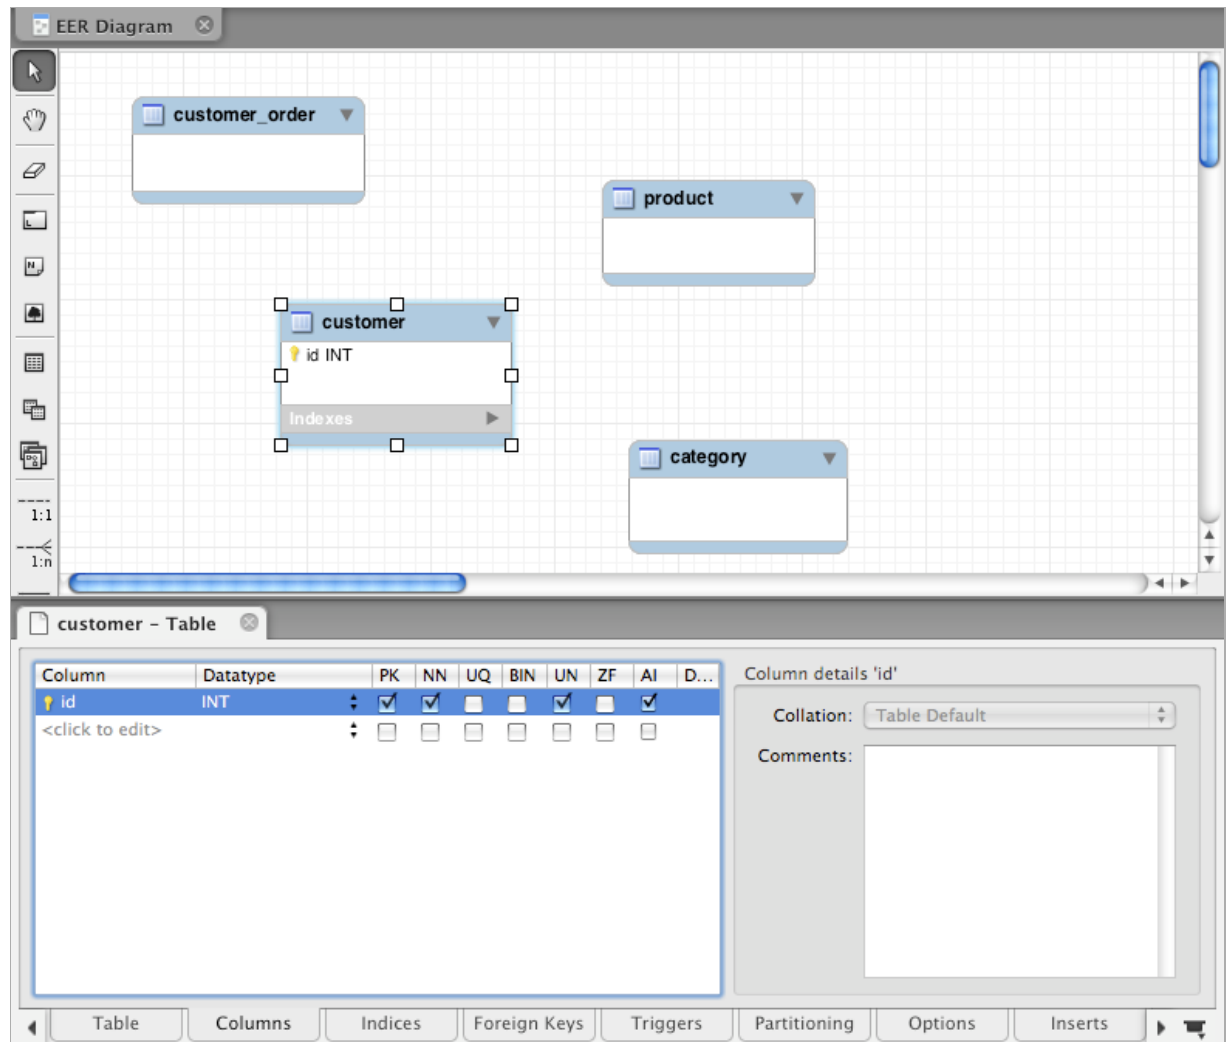 EER Diagram
customer_order
product
customer
id INT
Indexes
category
1:1
1:n
customer – Table
Column Datatype PK NN UQ BIN UN ZF AI D...
id INT
<click to edit>
Column details 'id'
Collation: Table Default
Comments:
Table Columns Indices Foreign Keys Triggers Partitioning Options Inserts